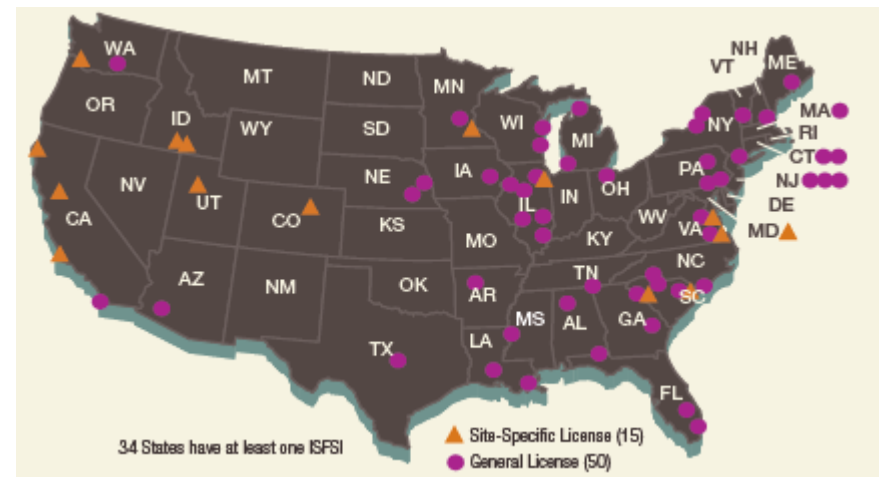 WA
MT
ND
MN
VT
NH
ME
OR
ID
WY
SD
WI
MI
NY
MA
RI
CT
NJ
DE
MD
NV
UT
CO
NE
IA
IL
IN
OH
PA
WV
VA
CA
KS
MO
KY
NC
AZ
NM
OK
AR
TN
SC
TX
LA
MS
AL
GA
FL
34 States have at least one ISFSI
Site-Specific License (15)
General License (50)